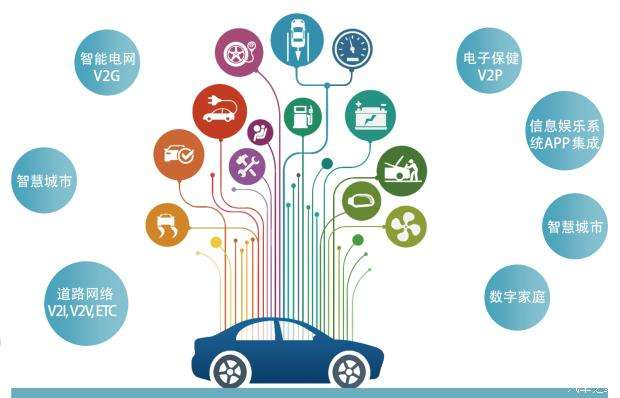 智能电网
V2G
电子保健
V2P
信息娱乐系
统APP集成
智慧城市
智慧城市
道路网络
V2I,V2V,ETC
数字家庭